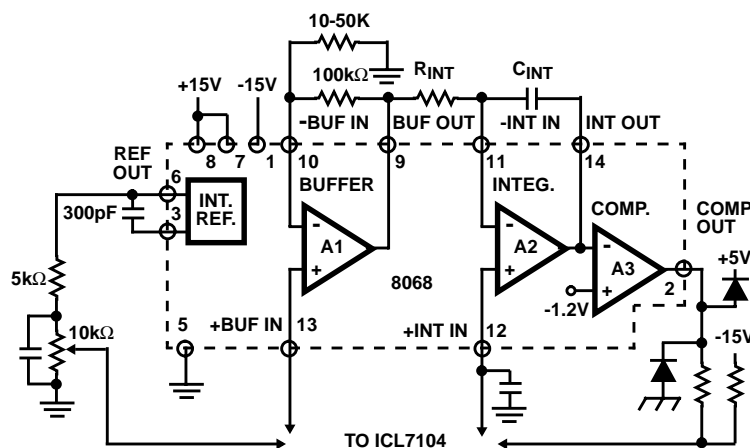 10-50K
+15V
-15V
100kΩ
RINT
CINT
-BUF IN
BUF OUT
-INT IN
INT OUT
8
7
1
10
9
11
14
REF
OUT
6
3
300pF
INT.
REF.
BUFFER
INTEG.
COMP.
COMP
OUT
-
A1
+
-
A2
+
-
A3
+
8068
-1.2V
2
+5V
5kΩ
10kΩ
5
+BUF IN
13
+INT IN
12
-15V
TO ICL7104